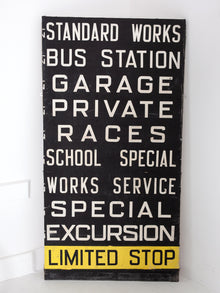 STANDARD WORKS
BUS STATION
GARAGE
PRIVATE
RACES
SCHOOL SPECIAL
WORKS SERVICE
SPECIAL
EXCURSION
LIMITED STOP